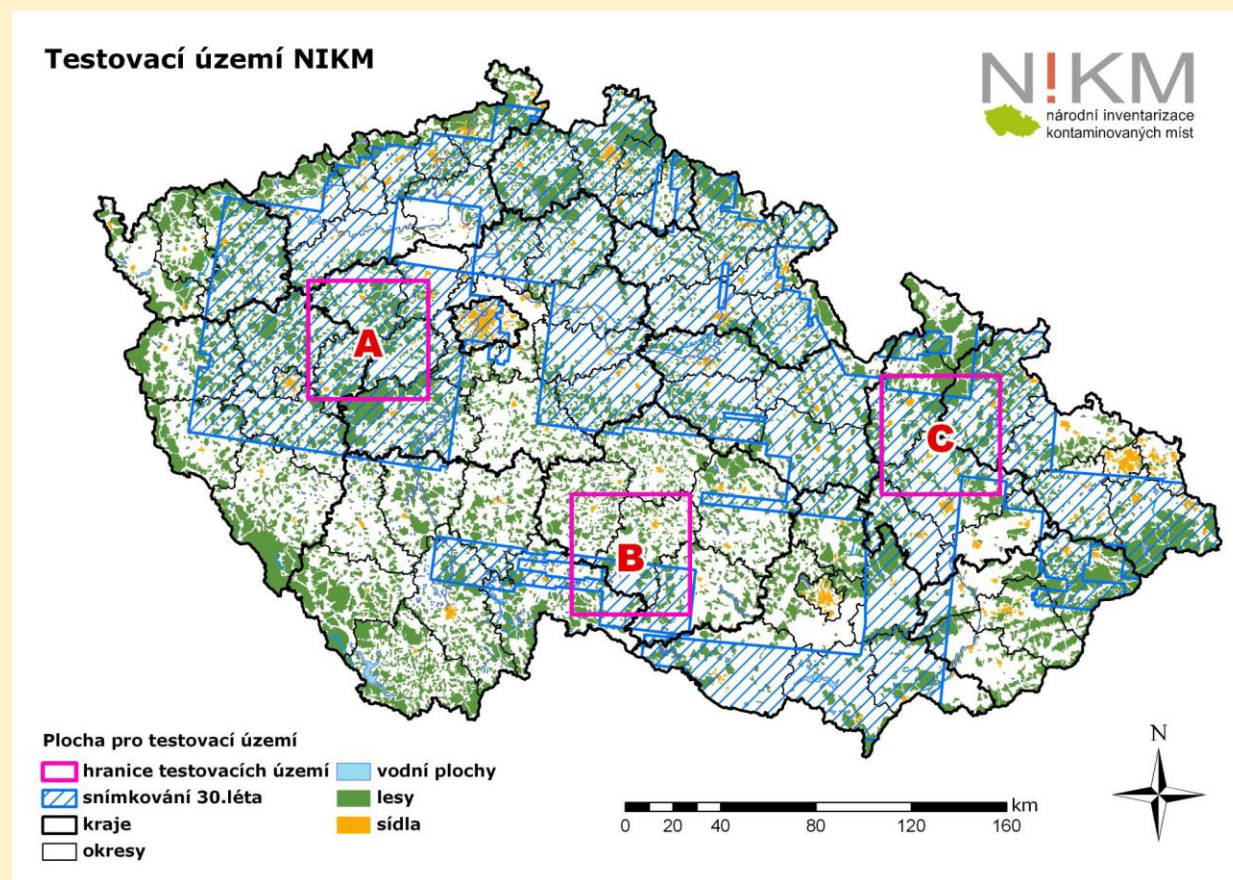 Testovací území NIKM
N!KM
národní inventarizace
kontaminovaných míst
A
B
C
Plocha pro testovací území
hranice testovacích území
snímkování 30.léta
kraje
okresy
vodní plochy
lesy
sídla
km
0 20 40 80 120 160
N